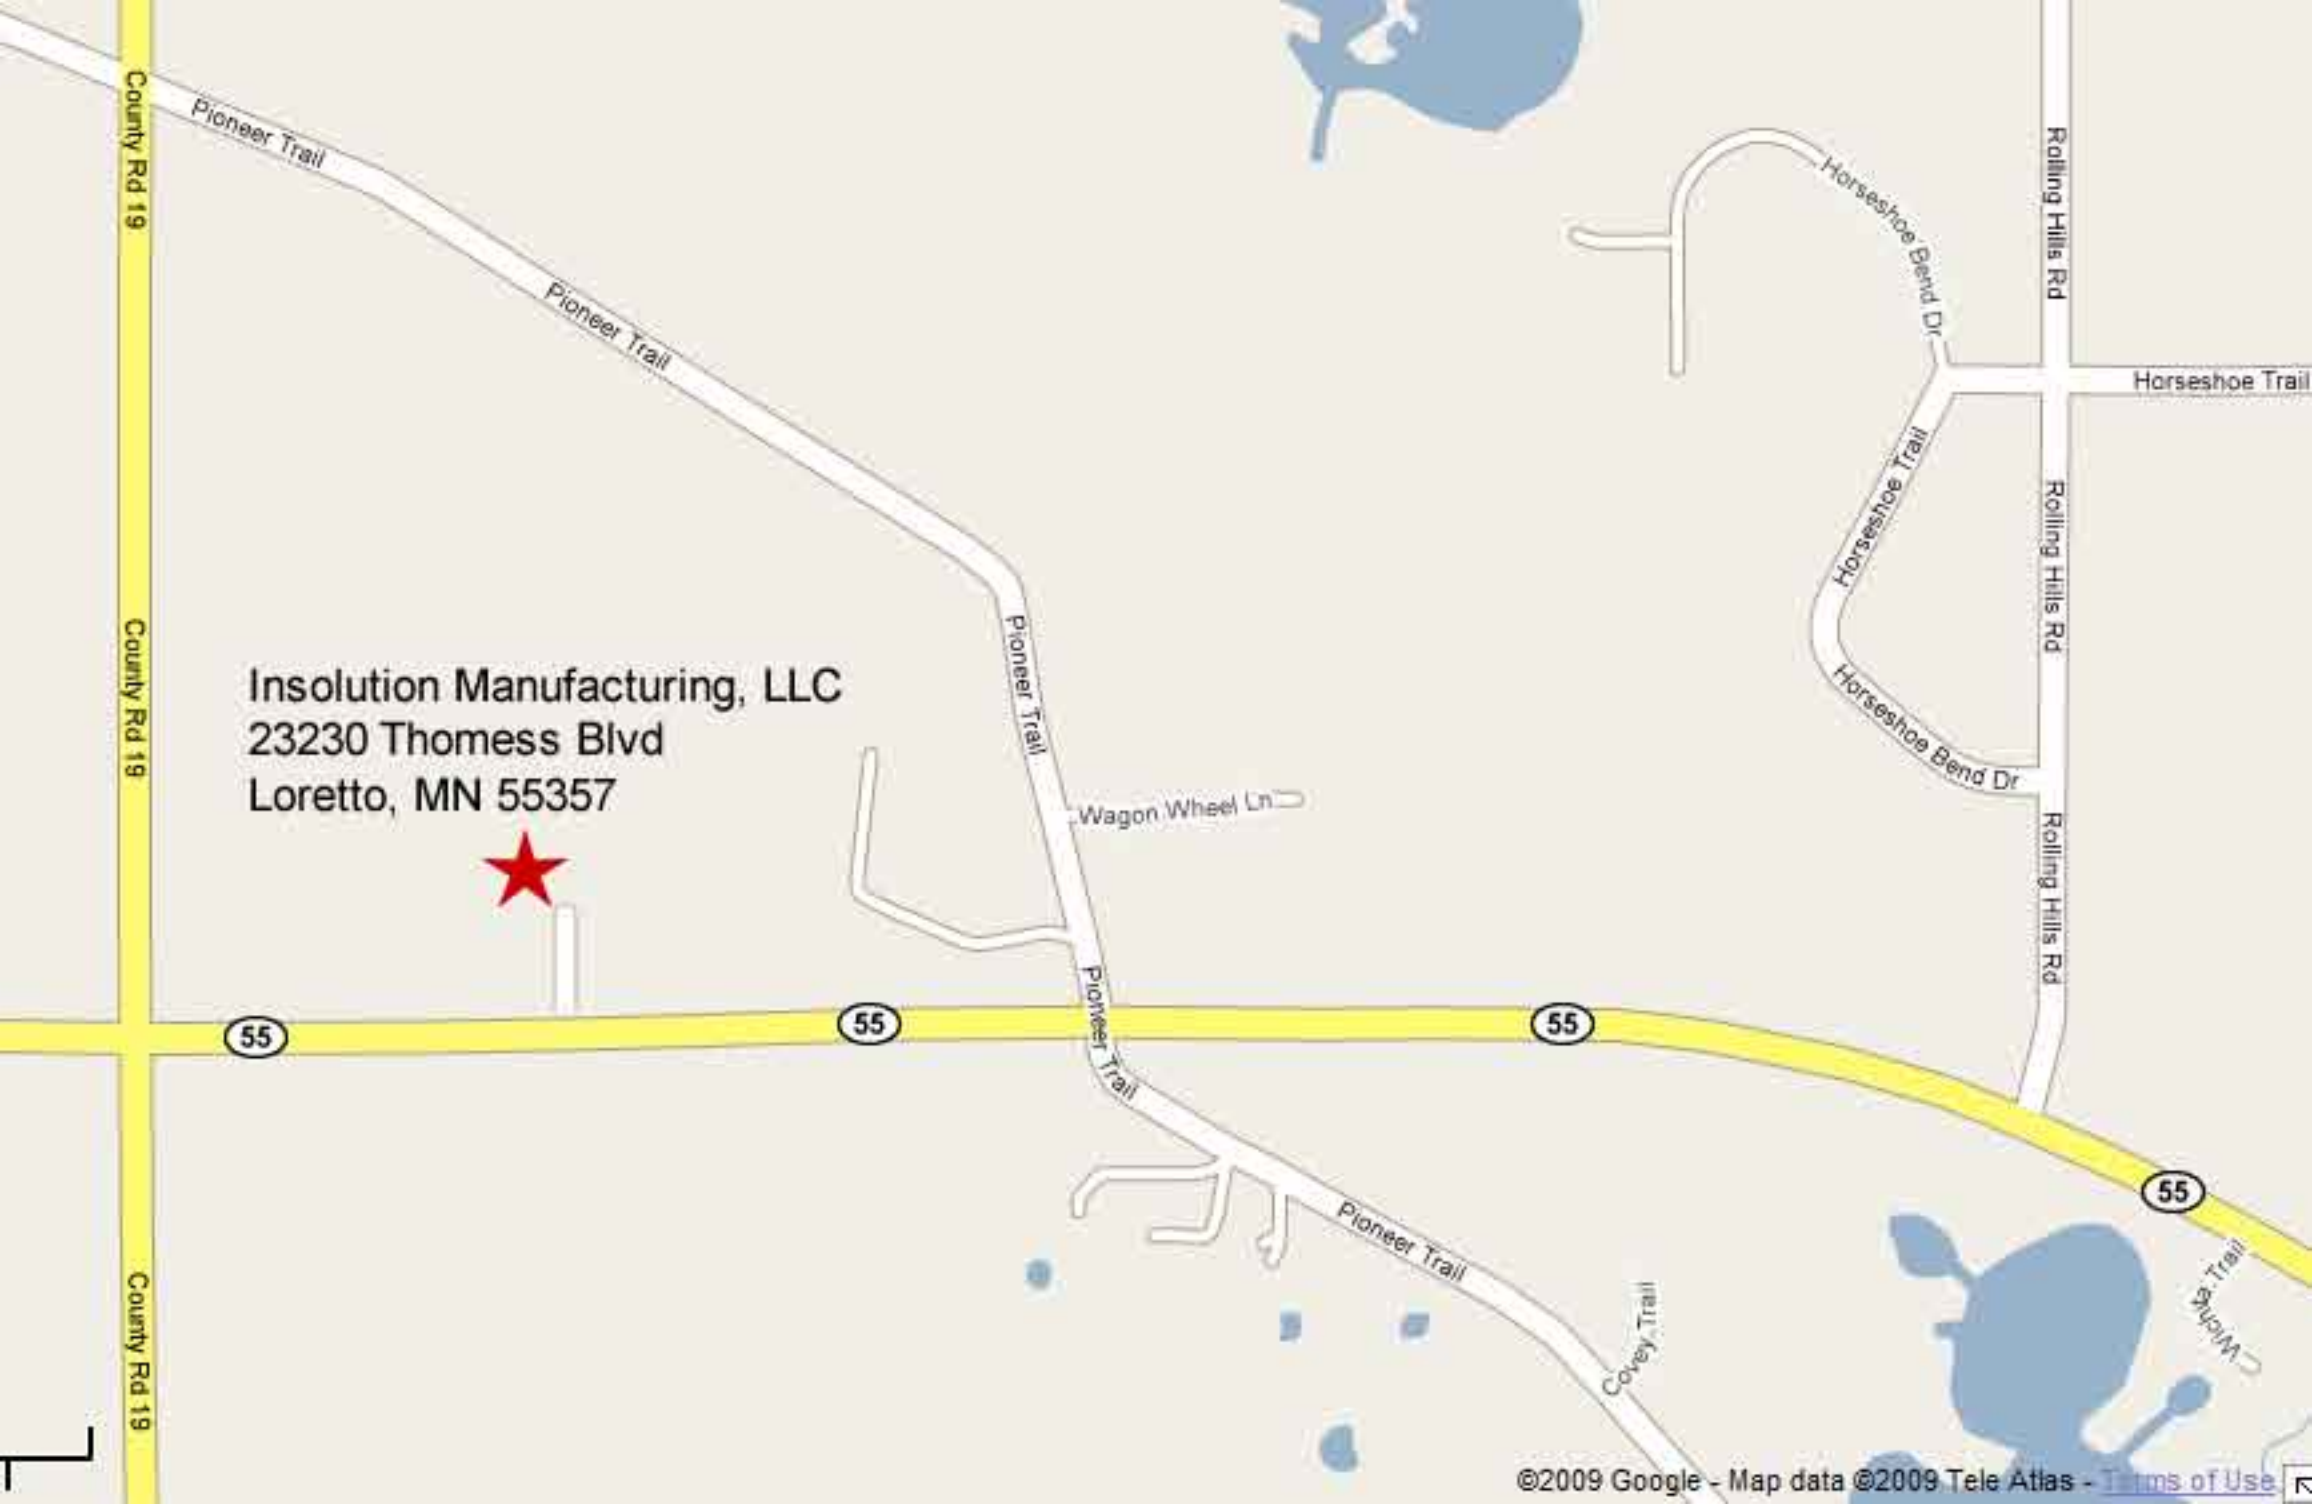 County Rd 19
Pioneer Trail
Horseshoe Bend Dr
Rolling Hills Rd
Pioneer Trail
Horseshoe Trail
Horseshoe Trail
Rolling Hills Rd
County Rd 19
Pioneer Trail
Insolution Manufacturing, LLC
23230 Thomess Blvd
Loretto, MN 55357
Horseshoe Bend Dr
Wagon Wheel Ln
Rolling Hills Rd
55
55
55
Pioneer Trail
55
Pioneer Trail
Covey Trail
Wichita Trail
County Rd 19
©2009 Google - Map data ©2009 Tele Atlas - Terms of Use